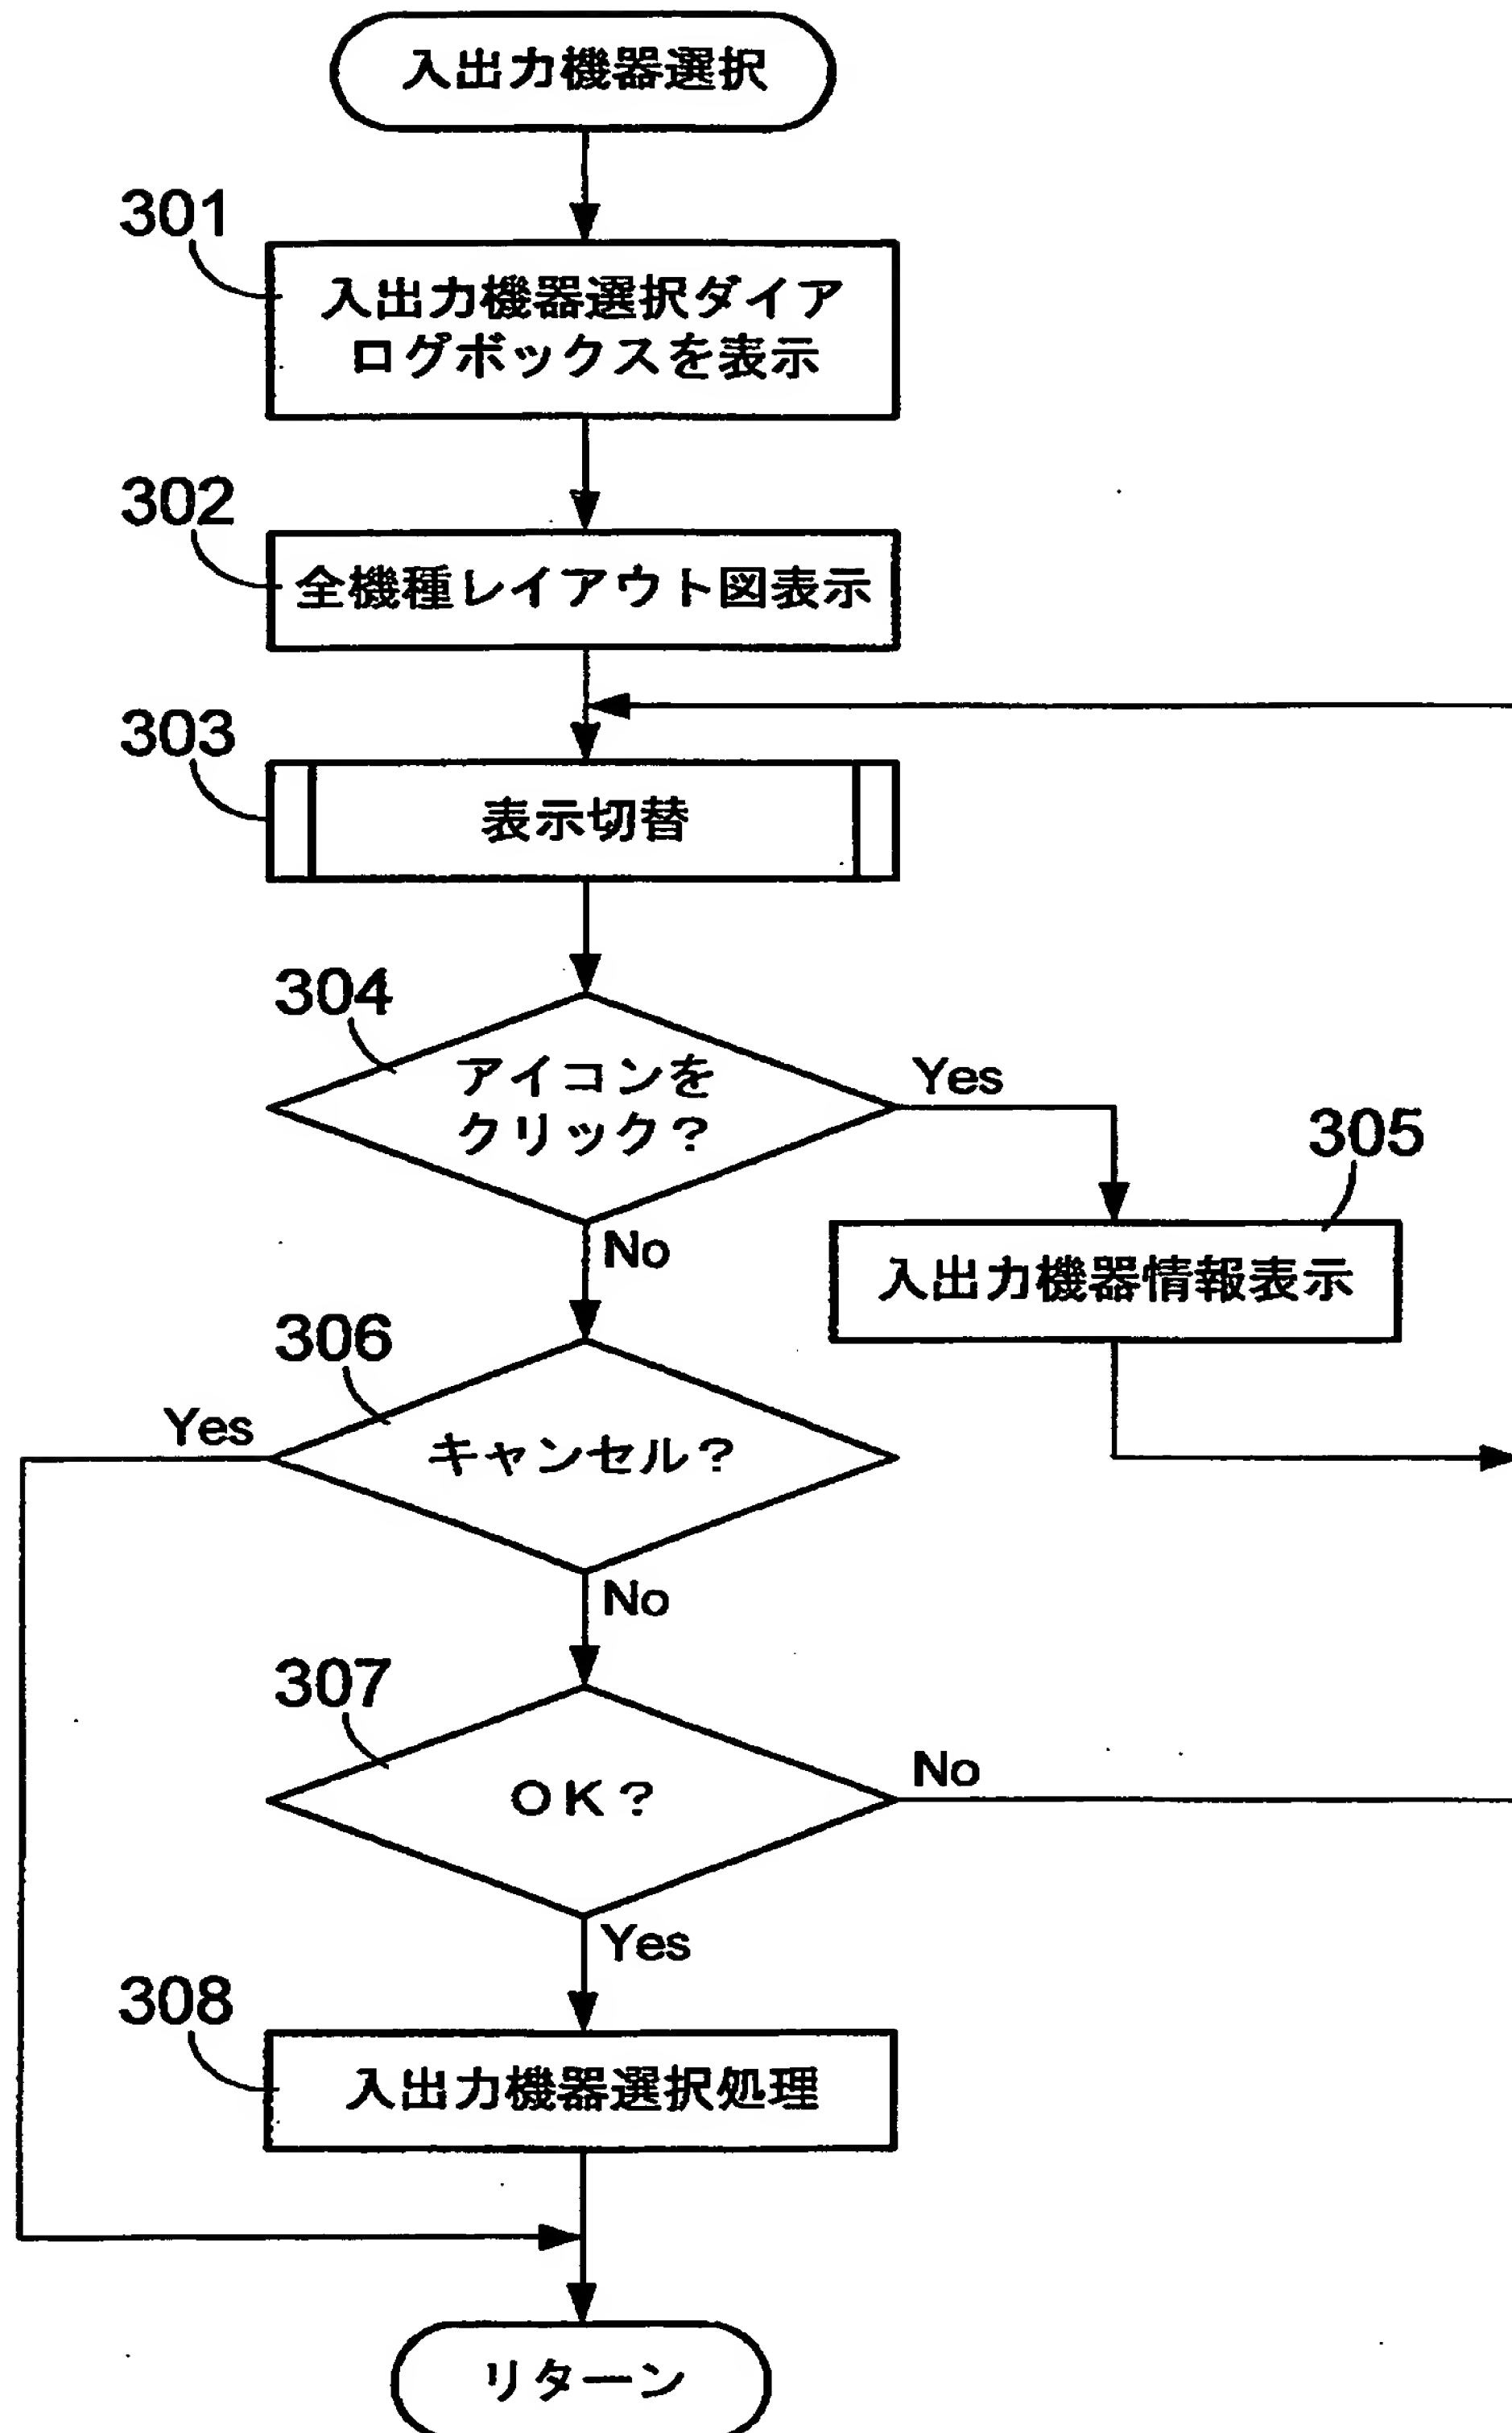 入出力機器選択
301
入出力機器選択ダイア
ログボックスを表示
302
全機種レイアウト図表示
303
表示切替
304
アイコンを
クリック？
Yes
305
No
入出力機器情報表示
306
Yes
キャンセル？
No
307
OK？
No
Yes
308
入出力機器選択処理
リターン